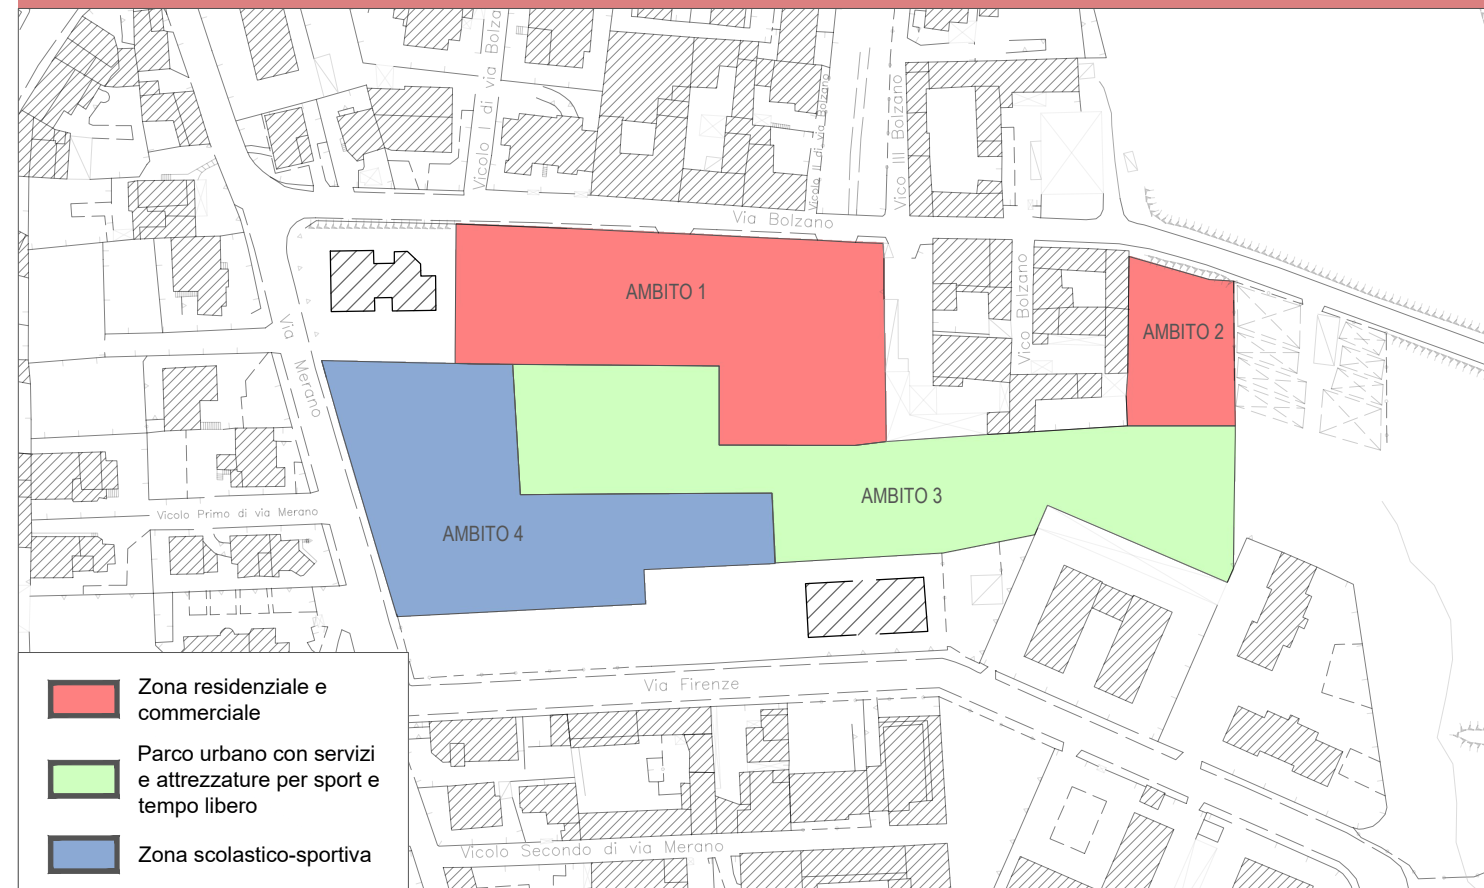 Vicolo I di via Bolza
Vicolo II di via Bolzano
Vico III Bolzano
Via Bolzano
AMBITO 1
Vico Bolzano
AMBITO 2
Via Merano
AMBITO 3
AMBITO 4
Vicolo Primo di via Merano
Via Firenze
Vicolo Secondo di via Merano
Zona residenziale e
commerciale
Parco urbano con servizi
e attrezzature per sport e
tempo libero
Zona scolastico-sportiva